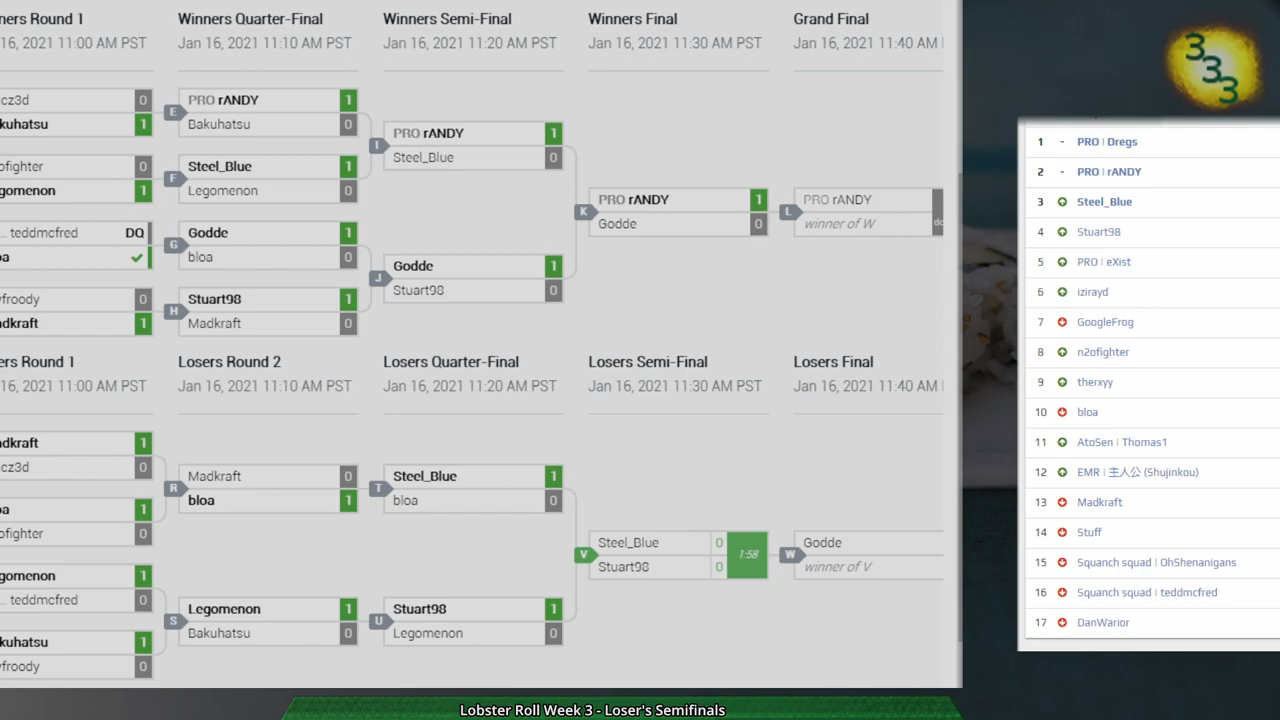 ners Round 1
16, 2021 11:00 AM PST
cz3d 0
kuhatsu 1
ofighter 0
gomenon 1
... teddmcfred DQ
oa
yfroody 0
adkraft 1
Winners Quarter-Final
Jan 16, 2021 11:10 AM PST
E
PRO rANDY 1
Bakuhatsu 0
F
Steel_Blue 1
Legomenon 0
G
Godde 1
bloa 0
H
Stuart98 1
Madkraft 0
Winners Semi-Final
Jan 16, 2021 11:20 AM PST
I
PRO rANDY 1
Steel_Blue 0
J
Godde 1
Stuart98 0
Winners Final
Jan 16, 2021 11:30 AM PST
K
PRO rANDY 1
Godde 0
Grand Final
Jan 16, 2021 11:40 AM
L
PRO rANDY
winner of W
do
ers Round 1
16, 2021 11:00 AM PST
adkraft 1
cz3d 0
oa 1
ofighter 0
gomenon 1
... teddmcfred 0
kuhatsu 1
yfroody 0
Losers Round 2
Jan 16, 2021 11:10 AM PST
R
Madkraft 0
bloa 1
S
Legomenon 1
Bakuhatsu 0
Losers Quarter-Final
Jan 16, 2021 11:20 AM PST
T
Steel_Blue 1
bloa 0
U
Stuart98 1
Legomenon 0
Losers Semi-Final
Jan 16, 2021 11:30 AM PST
V
Steel_Blue 0
Stuart98 0
1:58
Losers Final
Jan 16, 2021 11:40 AM
W
Godde
winner of V
3
3
3
1 - PRO | Dregs
2 - PRO | rANDY
3 Steel_Blue
4 Stuart98
5 PRO | eXist
6 izirayd
7 GoogleFrog
8 n2ofighter
9 therxyy
10 bloa
11 AtoSen | Thomas1
12 EMR | 主人公 (Shujinkou)
13 Madkraft
14 Stuff
15 Squanch squad | OhShenanigans
16 Squanch squad | teddmcfred
17 DanWarior
Lobster Roll Week 3 - Loser's Semifinals